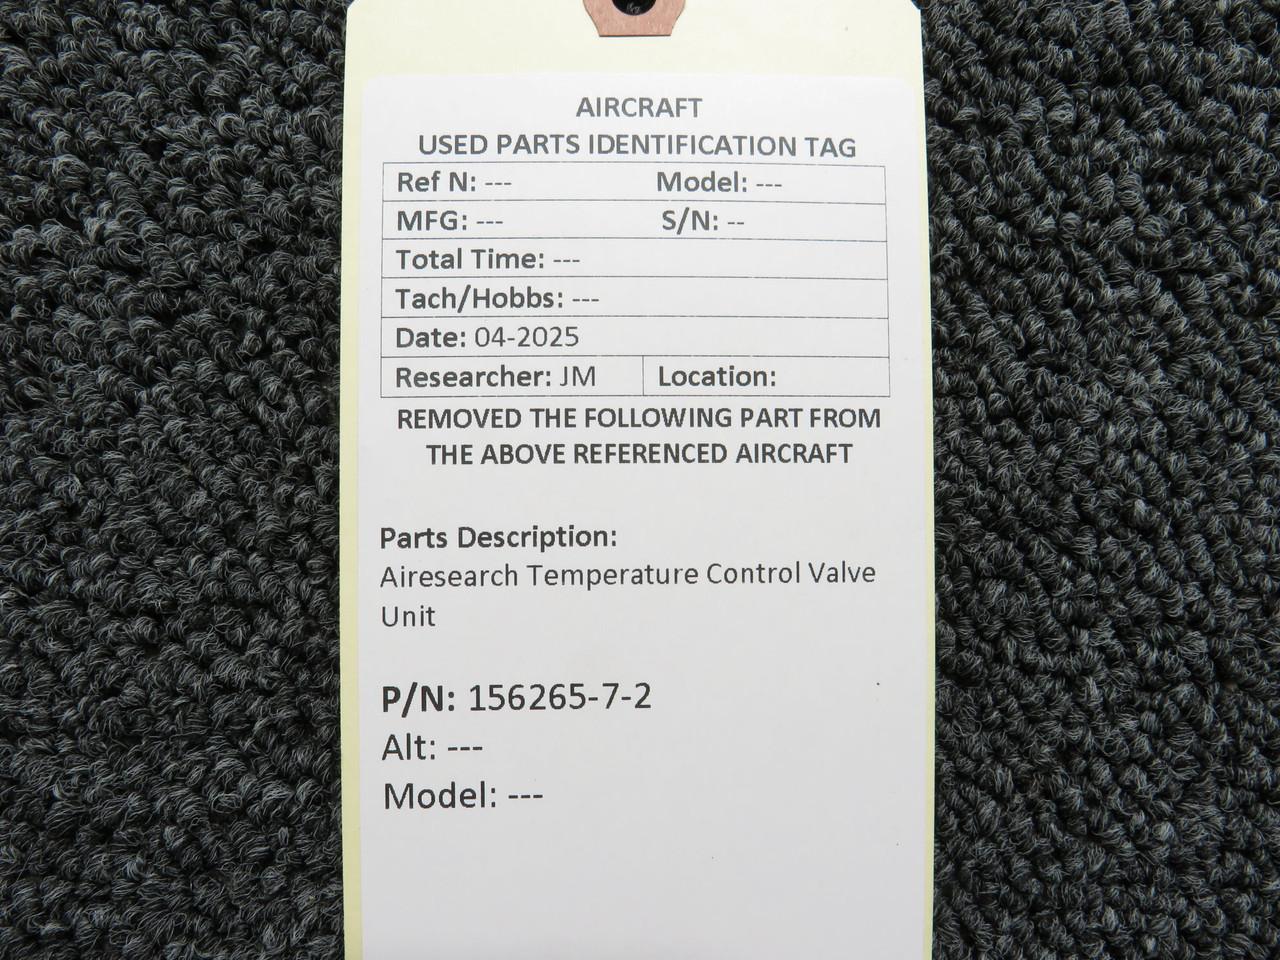 AIRCRAFT
USED PARTS IDENTIFICATION TAG
Ref N: --- Model: ---
MFG: --- S/N: --
Total Time: ---
Tach/Hobbs: ---
Date: 04-2025
Researcher: JM Location:
REMOVED THE FOLLOWING PART FROM
THE ABOVE REFERENCED AIRCRAFT
Parts Description:
Airesearch Temperature Control Valve
Unit
P/N: 156265-7-2
Alt: ---
Model: ---